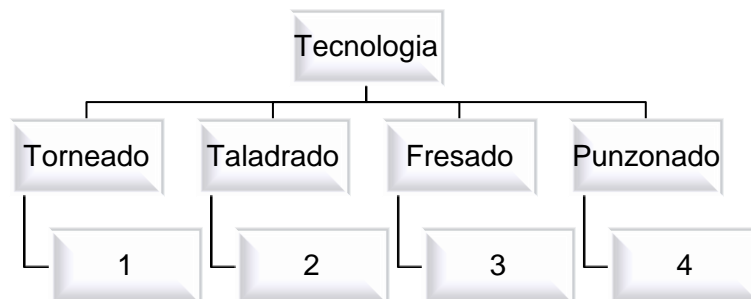 Tecnologia
Torneado
Taladrado
Fresado
Punzonado
1
2
3
4